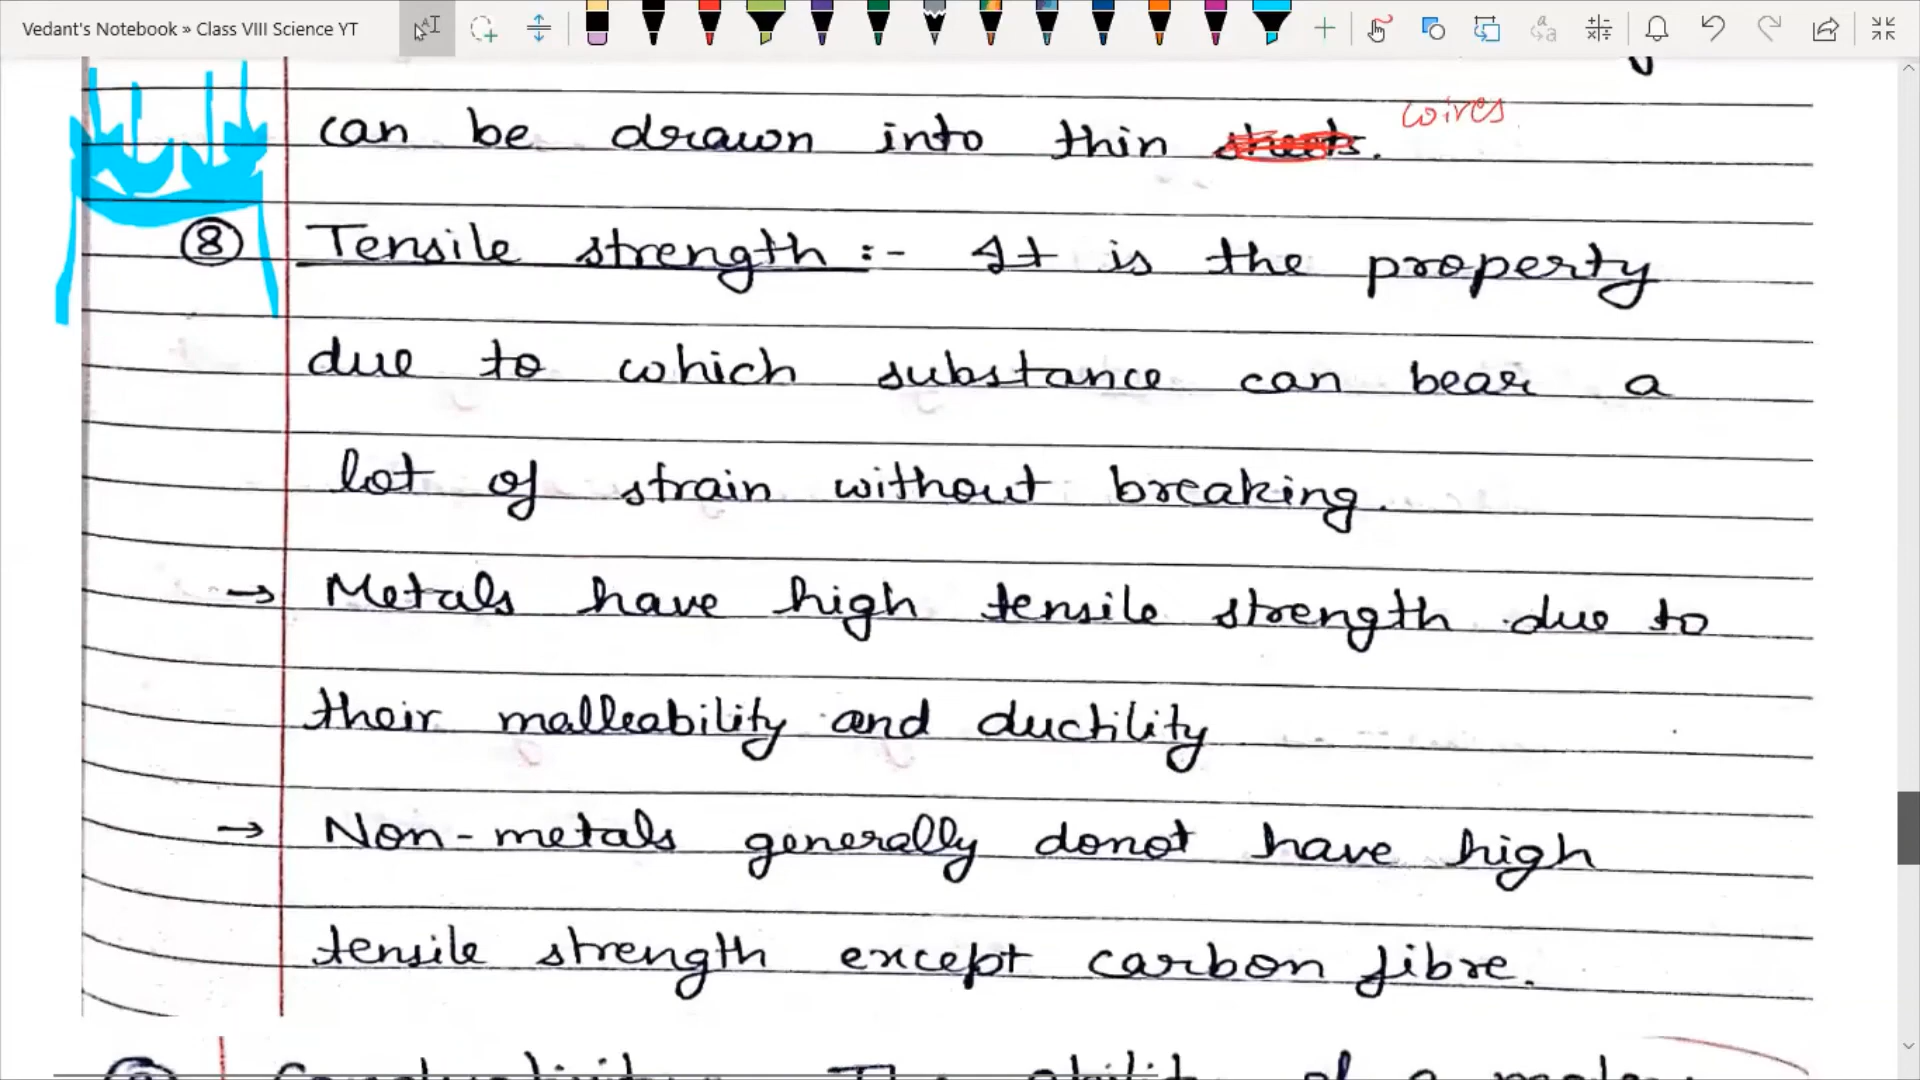 Vedant's Notebook » Class VIII Science YT
wires
can be drawn into thin sheets.
⑧ Tensile strength :- It is the property
due to which substance can bear a
lot of strain without breaking.
→ Metals have high tensile strength due to
their malleability and ductility
→ Non-metals generally donot have high
tensile strength except carbon fibre.